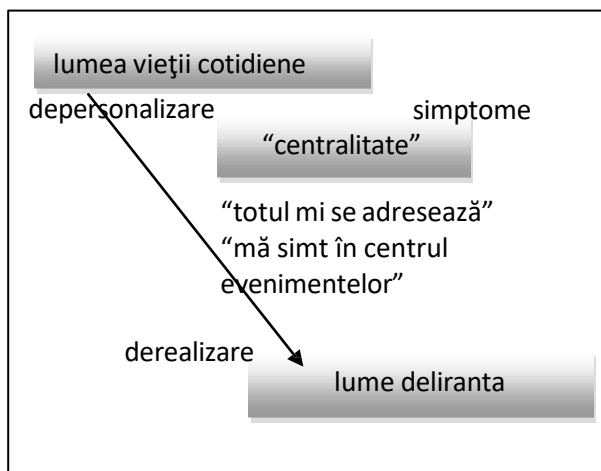 lumea vieţii cotidiene
depersonalizare simptome
“centralitate”
“totul mi se adresează”
“mă simt în centrul
evenimentelor”
derealizare
lume deliranta